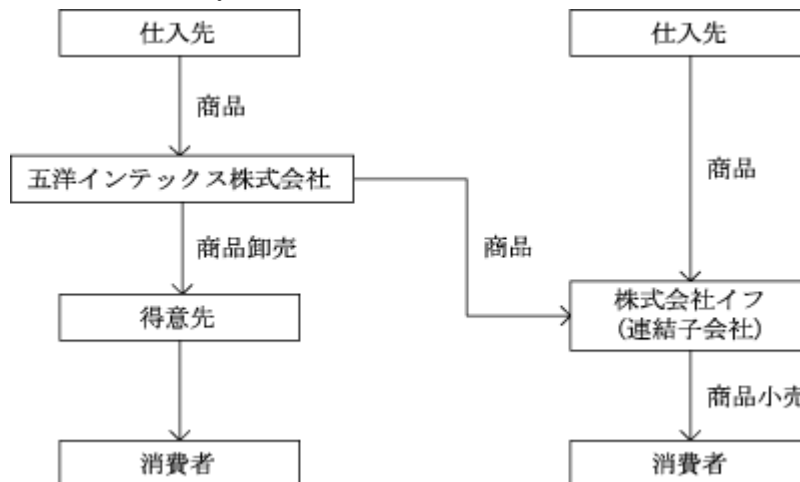 仕入先
仕入先
商品
商品
五洋インテックス株式会社
商品卸売
商品
得意先
株式会社イフ
(連結子会社)
商品小売
消費者
消費者